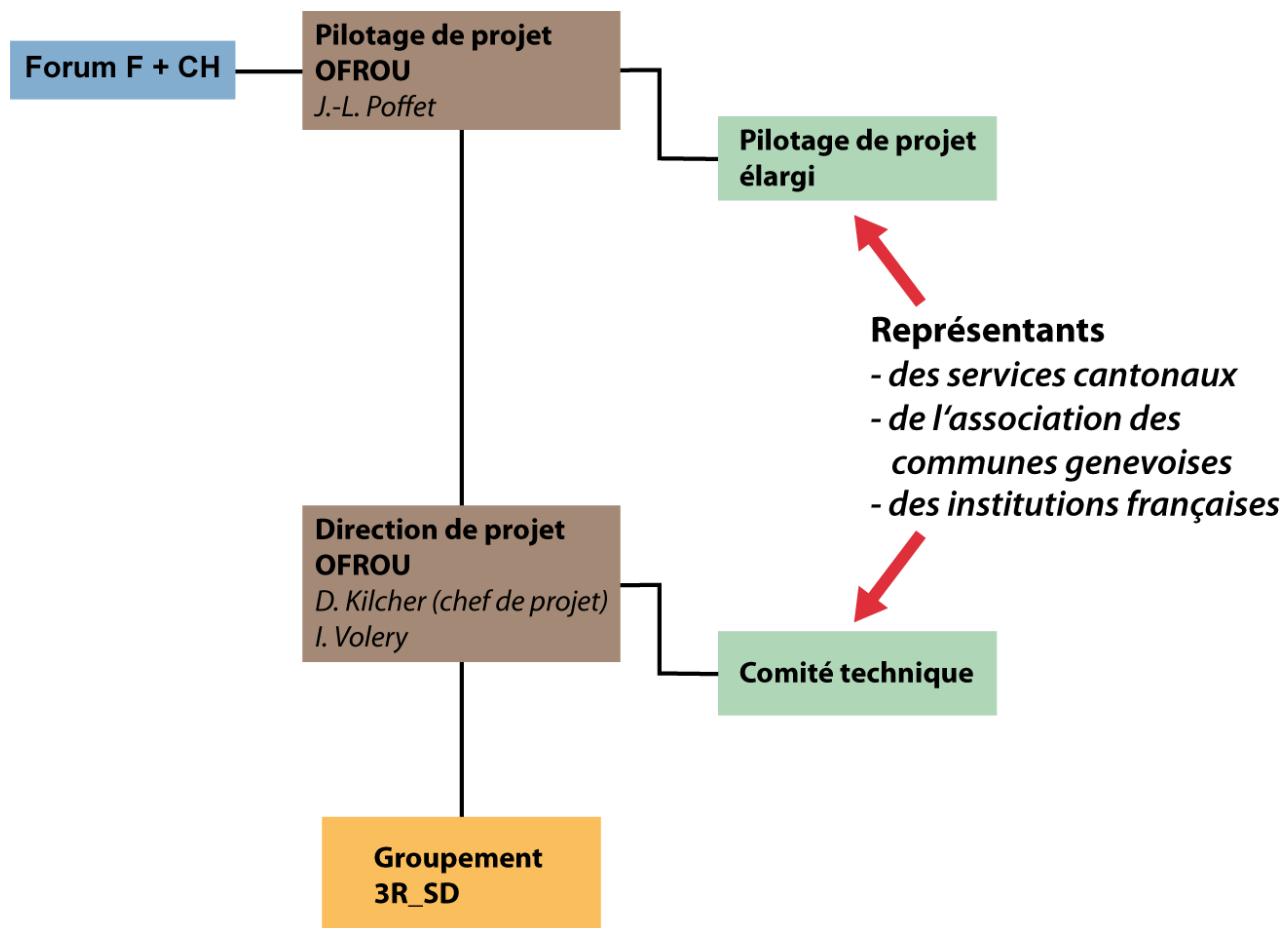 Forum F + CH
Pilotage de projet
OFROU
J.-L. Poffet
Pilotage de projet
élargi
Représentants
- des services cantonaux
- de l‘association des
communes genevoises
- des institutions françaises
Direction de projet
OFROU
D. Kilcher (chef de projet)
I. Volery
Comité technique
Groupement
3R_SD